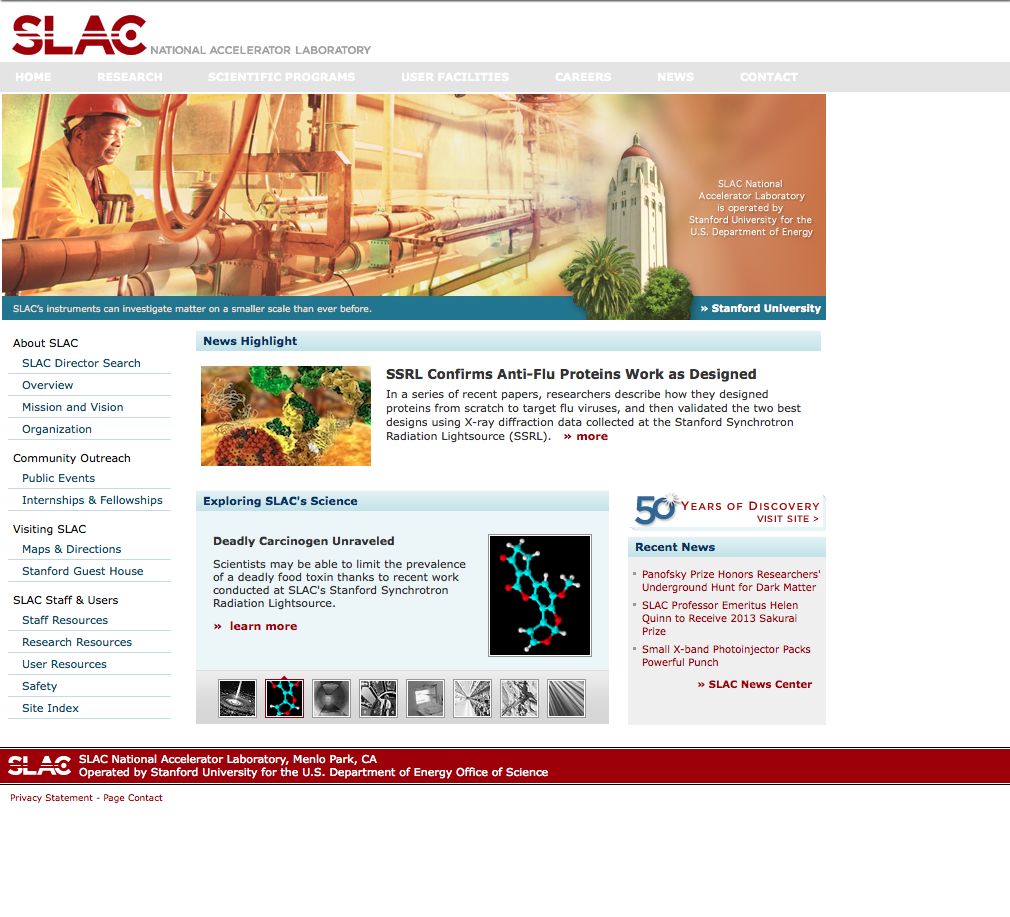 SLAC NATIONAL ACCELERATOR LABORATORY
HOME RESEARCH SCIENTIFIC PROGRAMS USER FACILITIES CAREERS NEWS CONTACT
SLAC National
Accelerator Laboratory
is operated by
Stanford University for the
U.S. Department of Energy
SLAC's instruments can investigate matter on a smaller scale than ever before.
» Stanford University
About SLAC
SLAC Director Search
Overview
Mission and Vision
Organization
Community Outreach
Public Events
Internships & Fellowships
Visiting SLAC
Maps & Directions
Stanford Guest House
SLAC Staff & Users
Staff Resources
Research Resources
User Resources
Safety
Site Index
News Highlight
SSRL Confirms Anti-Flu Proteins Work as Designed
In a series of recent papers, researchers describe how they designed
proteins from scratch to target flu viruses, and then validated the two best
designs using X-ray diffraction data collected at the Stanford Synchrotron
Radiation Lightsource (SSRL). » more
Exploring SLAC's Science
Deadly Carcinogen Unraveled
Scientists may be able to limit the prevalence
of a deadly food toxin thanks to recent work
conducted at SLAC's Stanford Synchrotron
Radiation Lightsource.
» learn more
50 YEARS OF DISCOVERY
VISIT SITE >
Recent News
Panofsky Prize Honors Researchers'
Underground Hunt for Dark Matter
SLAC Professor Emeritus Helen
Quinn to Receive 2013 Sakurai
Prize
Small X-band Photoinjector Packs
Powerful Punch
» SLAC News Center
SLAC
SLAC National Accelerator Laboratory, Menlo Park, CA
Operated by Stanford University for the U.S. Department of Energy Office of Science
Privacy Statement - Page Contact